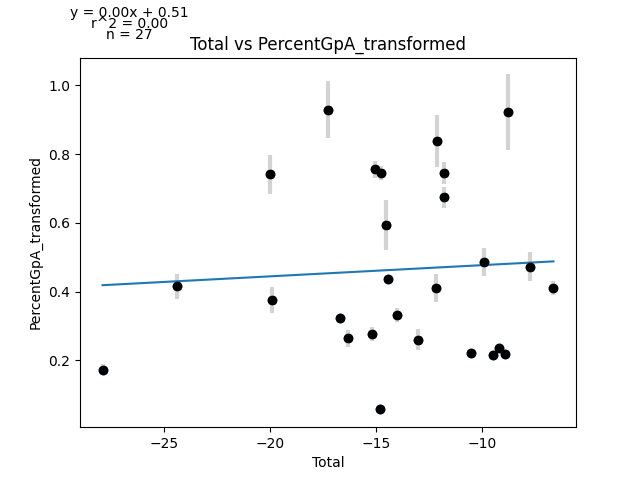 y = 0.00x + 0.51
r^2 = 0.00
n = 27
Total vs PercentGpA_transformed
PercentGpA_transformed
1.0
0.8
0.6
0.4
0.2
−25
−20
−15
−10
Total